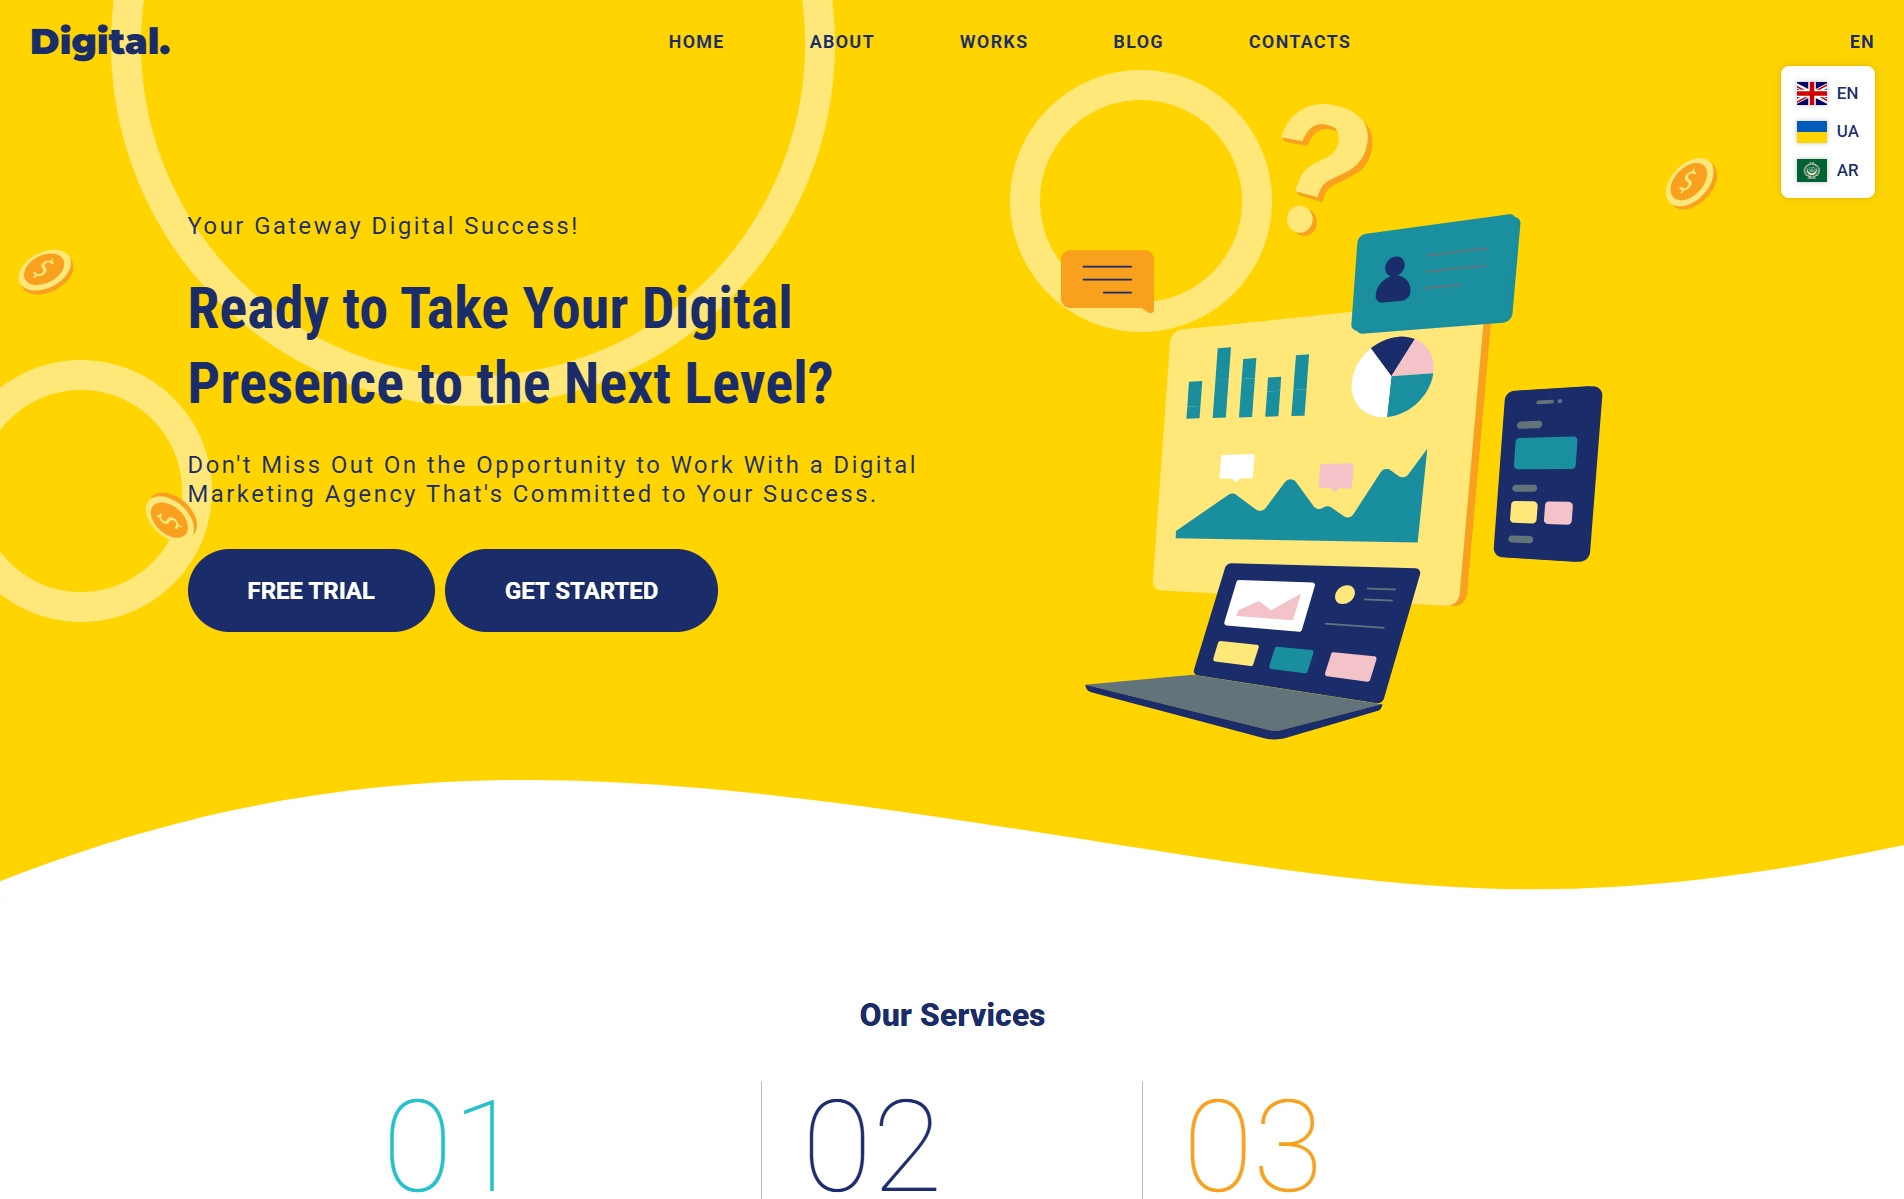 Digital.
HOME ABOUT WORKS BLOG CONTACTS
EN
EN
UA
AR
Your Gateway Digital Success!
Ready to Take Your Digital
Presence to the Next Level?
Don't Miss Out On the Opportunity to Work With a Digital
Marketing Agency That's Committed to Your Success.
FREE TRIAL GET STARTED
?
$
$
$
Our Services
01 02 03